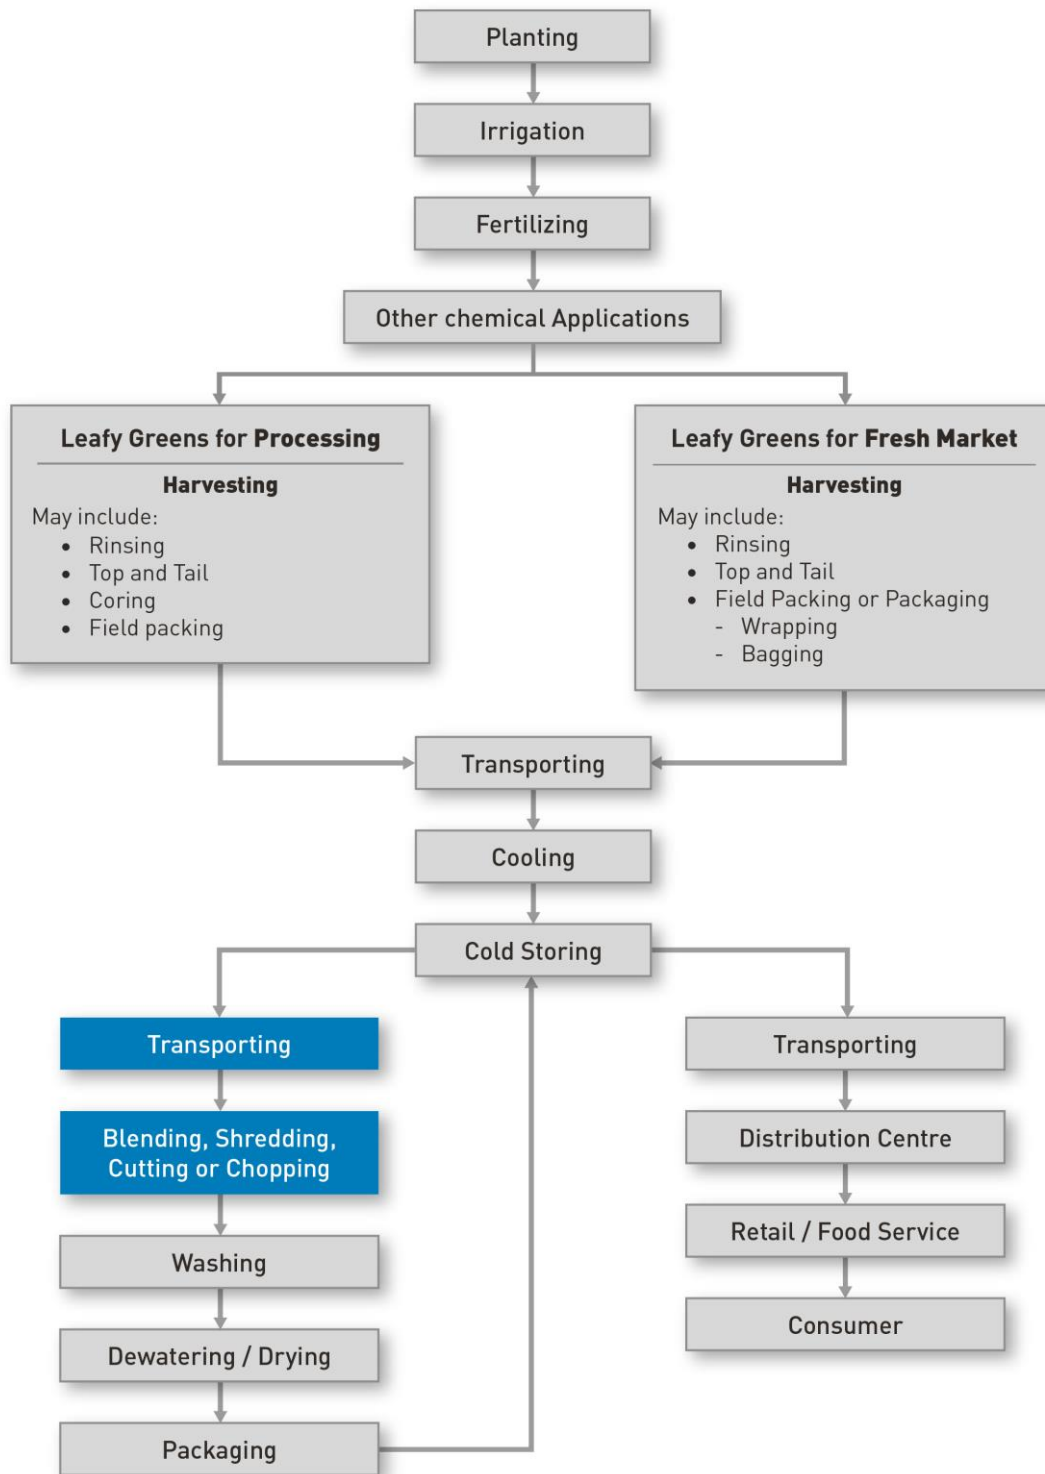 Planting
Irrigation
Fertilizing
Other chemical Applications
Leafy Greens for Processing
Harvesting
May include:
• Rinsing
• Top and Tail
• Coring
• Field packing
Leafy Greens for Fresh Market
Harvesting
May include:
• Rinsing
• Top and Tail
• Field Packing or Packaging
- Wrapping
- Bagging
Transporting
Cooling
Cold Storing
Transporting
Blending, Shredding,
Cutting or Chopping
Washing
Dewatering / Drying
Packaging
Transporting
Distribution Centre
Retail / Food Service
Consumer